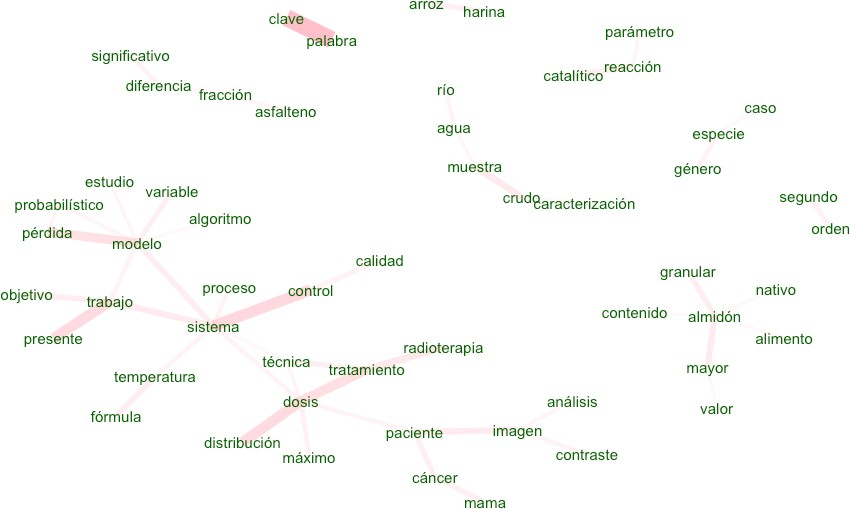 arroz
harina
clave
palabra
parámetro
significativo
reacción
catalítico
diferencia
fracción
río
asfalteno
caso
agua
especie
muestra
género
estudio
variable
crudo
caracterización
segundo
probabilístico
algoritmo
orden
pérdida
modelo
calidad
granular
proceso
control
nativo
objetivo
trabajo
contenido
almidón
sistema
presente
alimento
radioterapia
técnica
tratamiento
mayor
temperatura
dosis
análisis
valor
fórmula
paciente
imagen
distribución
máximo
contraste
cáncer
mama